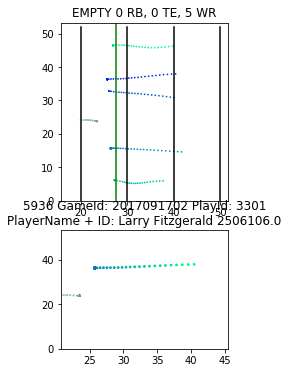 EMPTY 0 RB, 0 TE, 5 WR
50
40
30
20
10
0
20 30 40 50
5936 GameId: 2017091702 PlayId: 3301
PlayerName + ID: Larry Fitzgerald 2506106.0
40
20
0
25 30 35 40 45